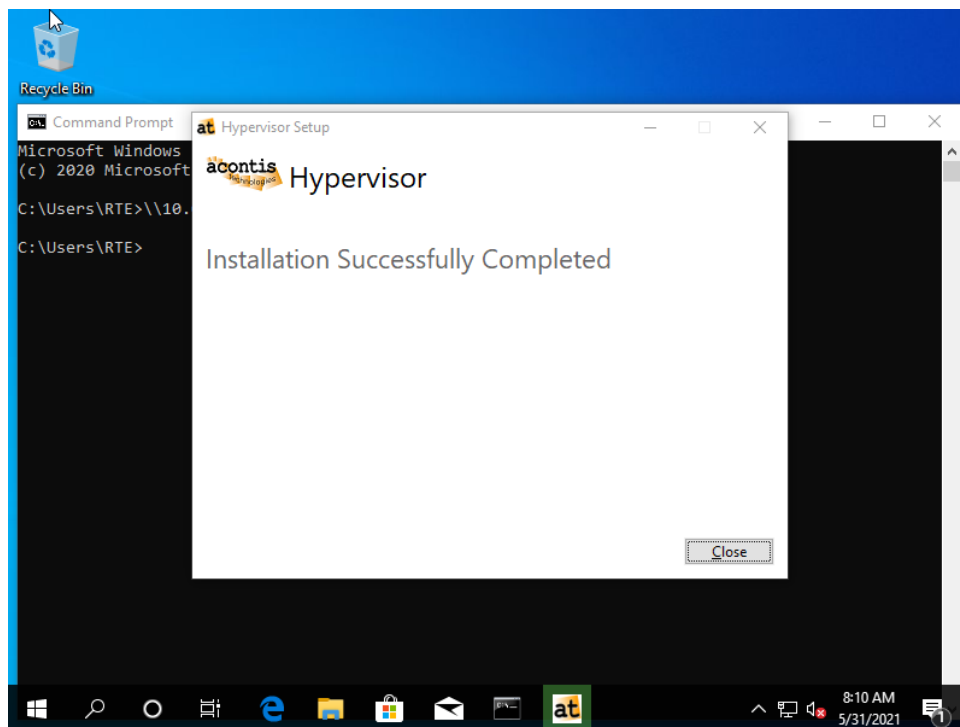 Recycle Bin
Command Prompt
Microsoft Windows
(c) 2020 Microsoft
C:\Users\RTE>\\10.
C:\Users\RTE>
at Hypervisor Setup
acontis
technologies
Hypervisor
Installation Successfully Completed
Close
at
8:10 AM
5/31/2021
1